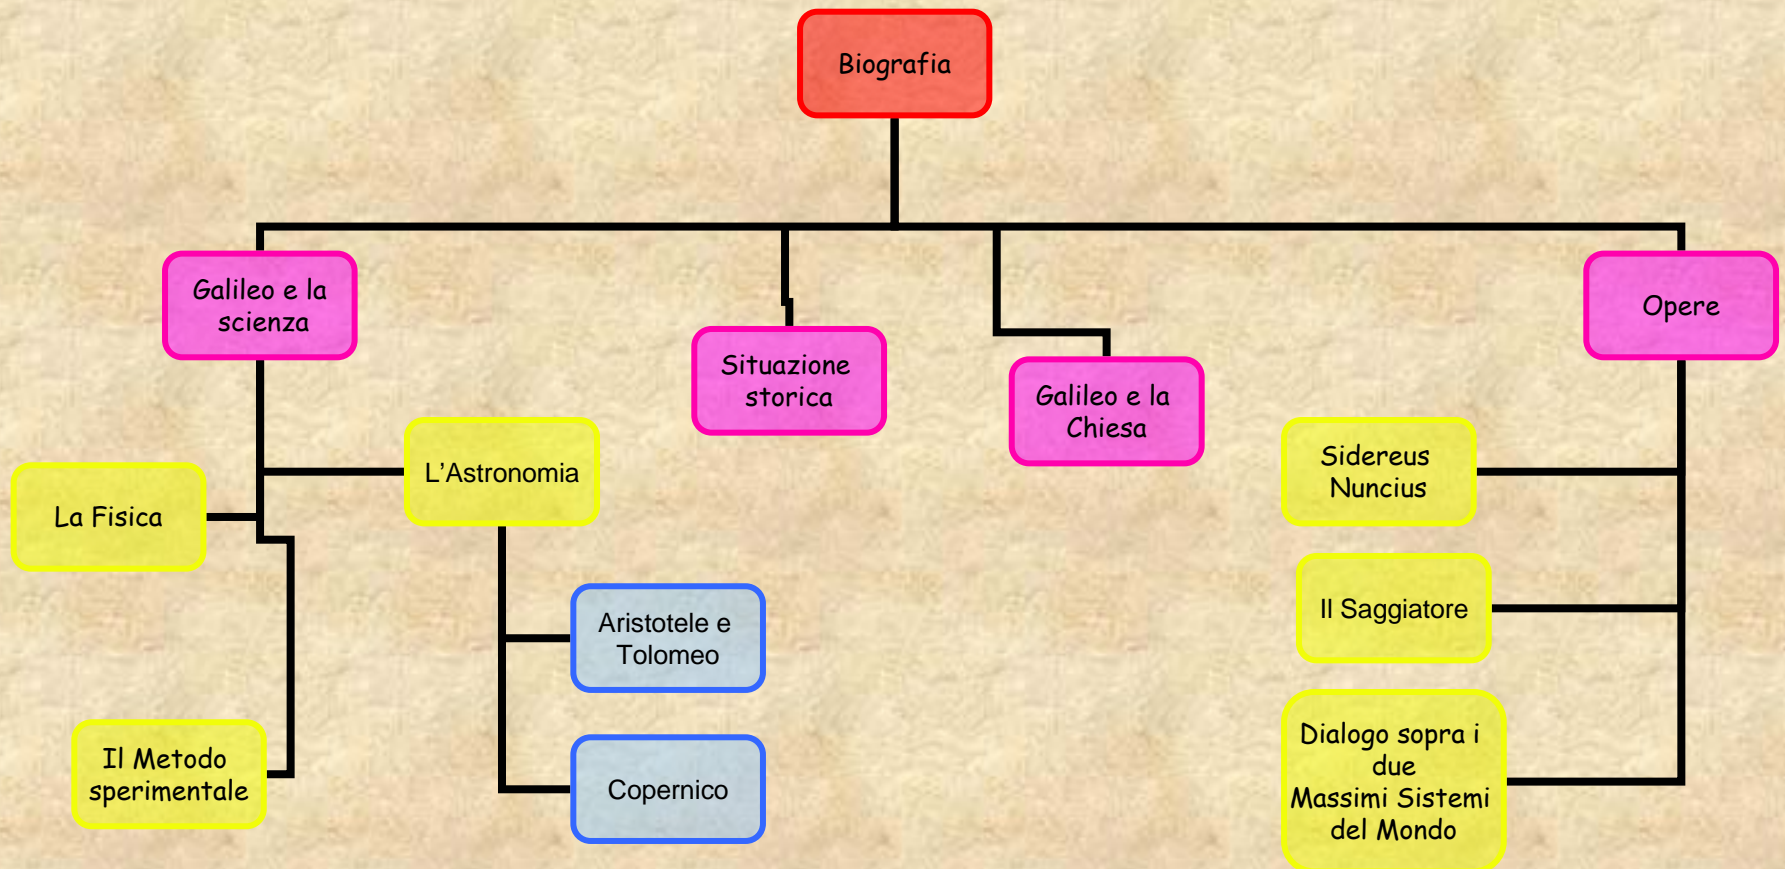 Biografia
Galileo e la
scienza
Situazione
storica
Galileo e la
Chiesa
Opere
La Fisica
L'Astronomia
Il Metodo
sperimentale
Aristotele e
Tolomeo
Copernico
Sidereus
Nuncius
Il Saggiatore
Dialogo sopra i
due
Massimi Sistemi
del Mondo